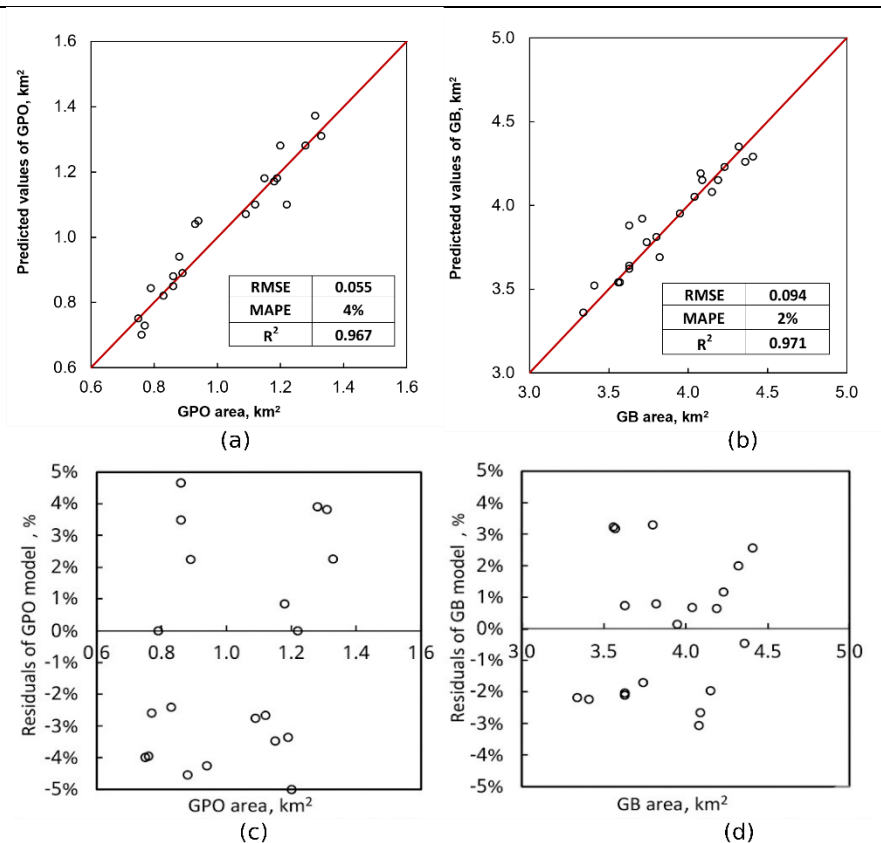 1.6
1.4
1.2
1.0
0.8
0.6
Predicted values of GPO, km²
RMSE 0.055
MAPE 4%
R² 0.967
0.6 0.8 1.0 1.2 1.4 1.6
GPO area, km²
(a)
5.0
4.5
4.0
3.5
3.0
Predictedd values of GB, km²
RMSE 0.094
MAPE 2%
R² 0.971
3.0 3.5 4.0 4.5 5.0
GB area, km²
(b)
5%
4%
3%
2%
1%
0%
0.6 0.8 1.0 1.2 1.4 1.6
-1%
-2%
-3%
-4%
-5%
Residuals of GPO model , %
GPO area, km²
(c)
5%
4%
3%
2%
1%
0%
3.0 3.5 4.0 4.5 5.0
-1%
-2%
-3%
-4%
-5%
Residuals of GB model , %
GB area, km²
(d)